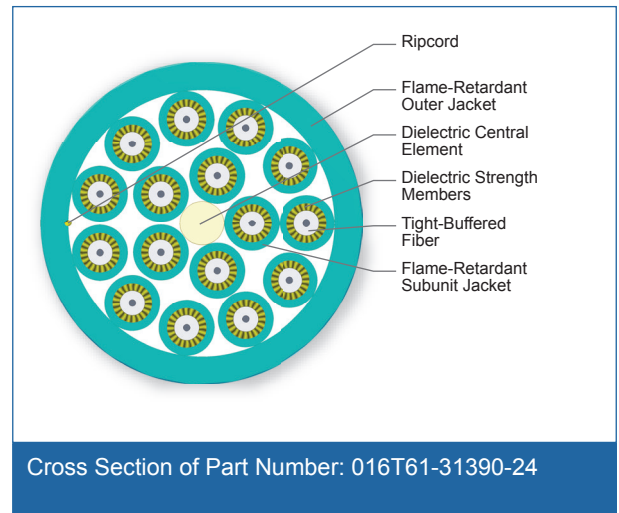 Ripcord
Flame-Retardant
Outer Jacket
Dielectric Central
Element
Dielectric Strength
Members
Tight-Buffered
Fiber
Flame-Retardant
Subunit Jacket
Cross Section of Part Number: 016T61-31390-24